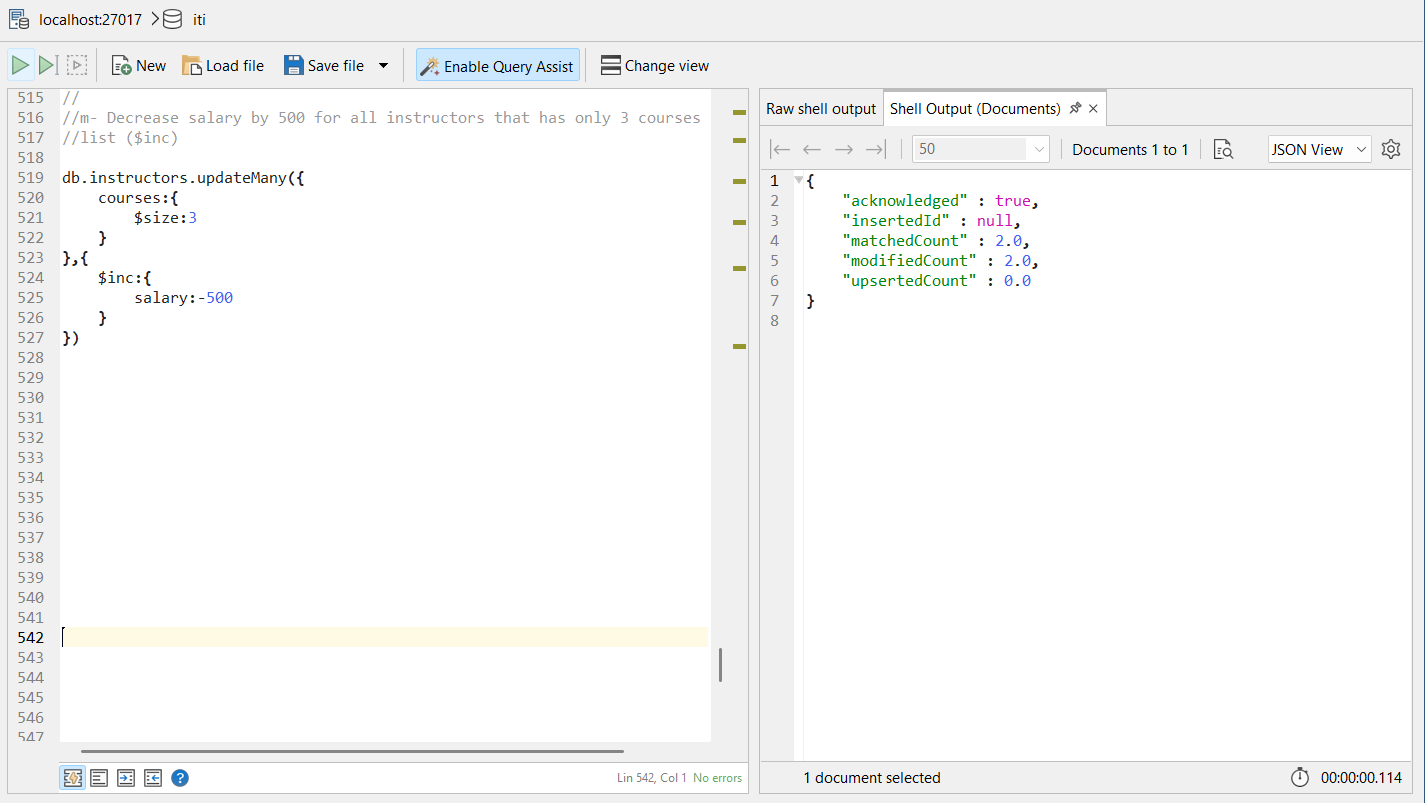 localhost:27017 iti
New Load file Save file Enable Query Assist Change view
515 //
516 //m- Decrease salary by 500 for all instructors that has only 3 courses
517 //list ($inc)
518
519 db.instructors.updateMany({
520 courses:{
521 $size:3
522 }
523 },{
524 $inc:{
525 salary:-500
526 }
527 })
528
529
530
531
532
533
534
535
536
537
538
539
540
541
542
543
544
545
546
547
Lin 542, Col 1 No errors
Raw shell output Shell Output (Documents)
50 Documents 1 to 1 JSON View
1 {
2 "acknowledged" : true,
3 "insertedId" : null,
4 "matchedCount" : 2.0,
5 "modifiedCount" : 2.0,
6 "upsertedCount" : 0.0
7 }
8
1 document selected 00:00:00.114